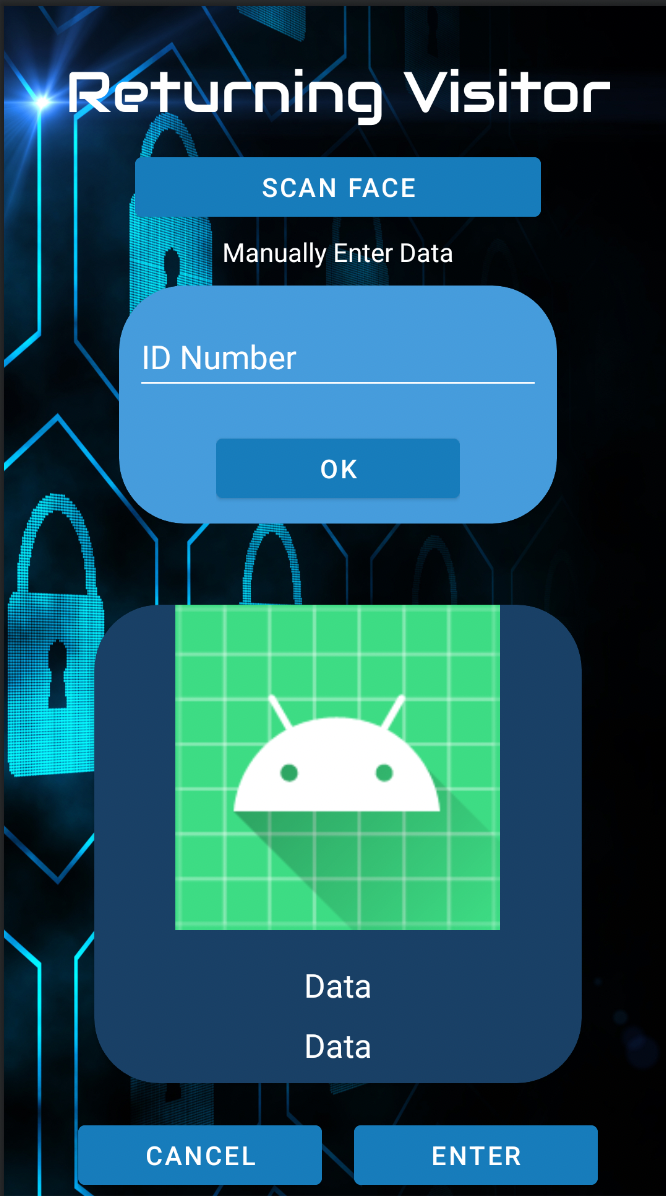 Returning Visitor
SCAN FACE
Manually Enter Data
ID Number
OK
Data
Data
CANCEL ENTER